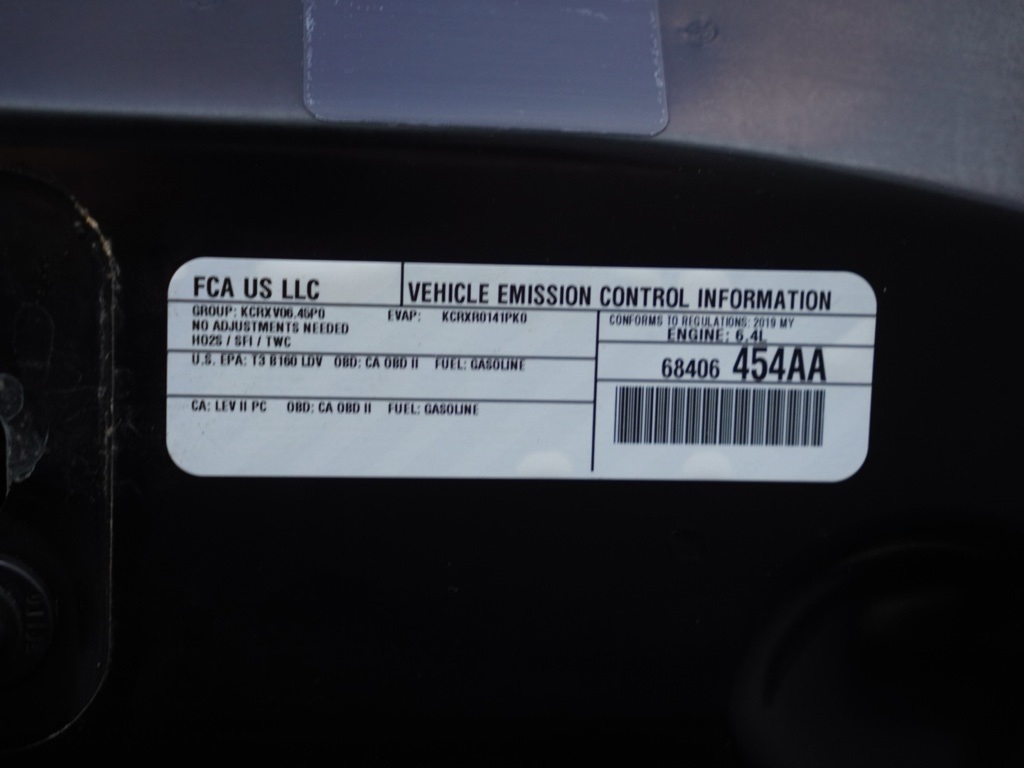 FCA US LLC
VEHICLE EMISSION CONTROL INFORMATION
GROUP: KCRXV06.45P0 EVAP: KCRXR0141PK0
NO ADJUSTMENTS NEEDED
HO2S / SFI / TWC
U.S. EPA: T3 B160 LDV OBD: CA OBD II FUEL: GASOLINE
CA: LEV II PC OBD: CA OBD II FUEL: GASOLINE
CONFORMS TO REGULATIONS: 2019 MY
ENGINE: 6.4L
68406 454AA